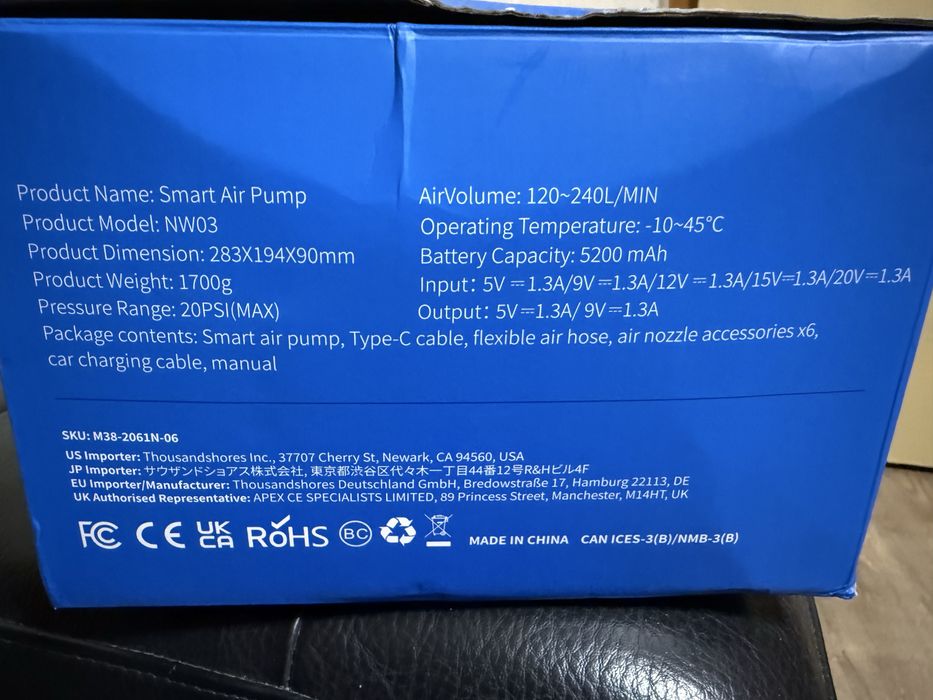 Product Name: Smart Air Pump
Product Model: NW03
Product Dimension: 283X194X90mm
Product Weight: 1700g
Pressure Range: 20PSI(MAX)
AirVolume: 120~240L/MIN
Operating Temperature: -10~45℃
Battery Capacity: 5200 mAh
Input: 5V⎓1.3A/9V⎓1.3A/12V⎓1.3A/15V⎓1.3A/20V⎓1.3A
Output: 5V⎓1.3A/ 9V⎓1.3A
Package contents: Smart air pump, Type-C cable, flexible air hose, air nozzle accessories x6,
car charging cable, manual
SKU: M38-2061N-06
US Importer: Thousandshores Inc., 37707 Cherry St, Newark, CA 94560, USA
JP Importer: サウザンドショアス株式会社, 東京都渋谷区代々木一丁目44番12号R&Hビル4F
EU Importer/Manufacturer: Thousandshores Deutschland GmbH, Bredowstraße 17, Hamburg 22113, DE
UK Authorised Representative: APEX CE SPECIALISTS LIMITED, 89 Princess Street, Manchester, M14HT, UK
FC CE UK CA RoHS BC MADE IN CHINA CAN ICES-3(B)/NMB-3(B)